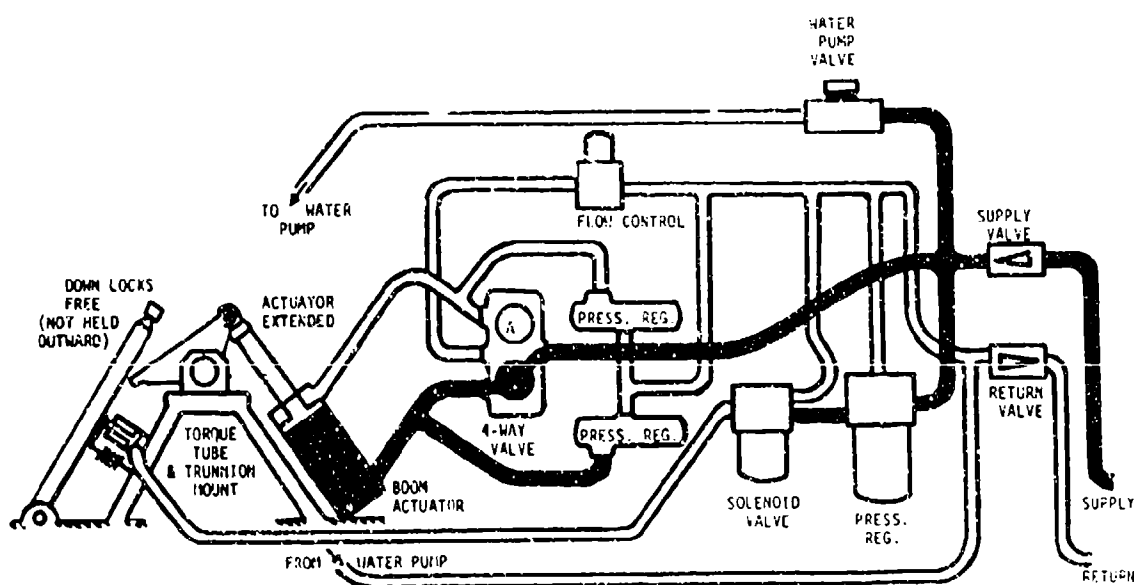 WATER
PUMP
VALVE
TO WATER
PUMP
FLOW CONTROL
SUPPLY
VALVE
DOWN LOCKS
FREE
(NOT HELD
OUTWARD)
ACTUATOR
EXTENDED
A
PRESS. REG.
RETURN
VALVE
PRESS. REG.
4-WAY
VALVE
TORQUE
TUBE
& TRUNNION
MOUNT
BOOM
ACTUATOR
SOLENOID
VALVE
PRESS.
REG.
SUPPLY
FROM WATER PUMP
RETURN